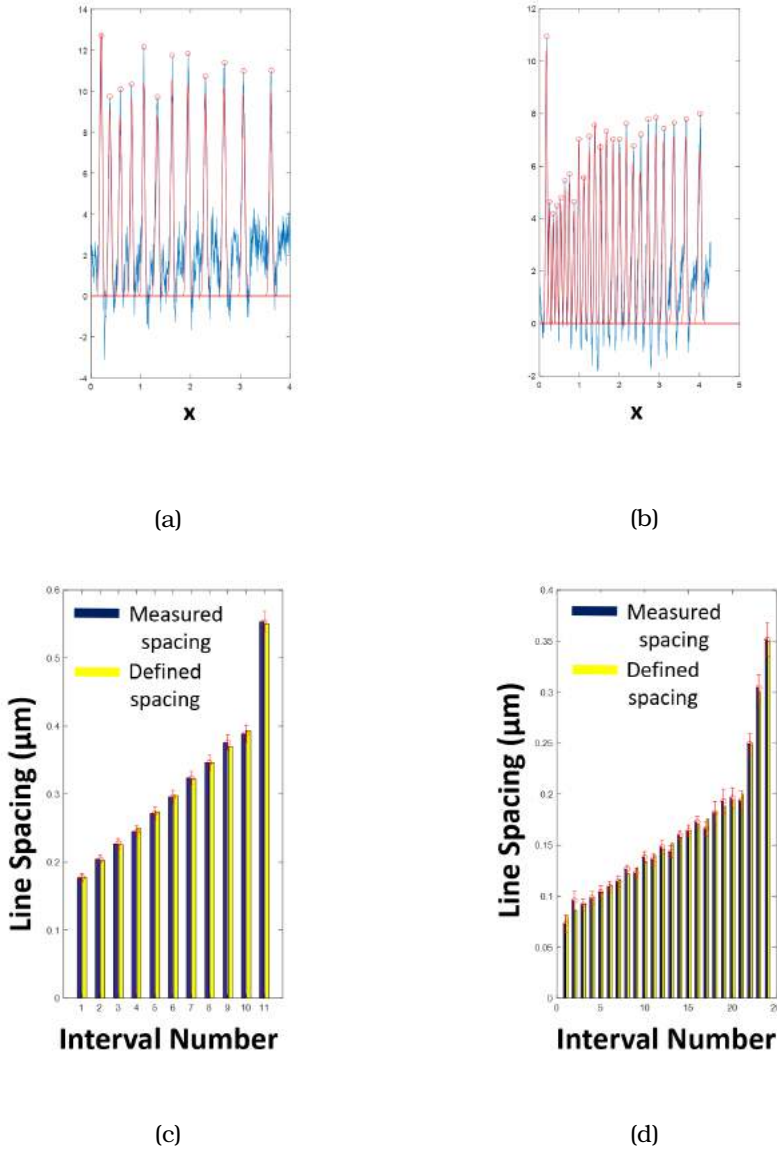 14
12
10
8
6
4
2
0
-2
-4
0 1 2 3 4
x
(a)
12
10
8
6
4
2
0
-2
0 1 2 3 4 5
x
(b)
0.6
0.5
0.4
0.3
0.2
0.1
0
Measured
spacing
Defined
spacing
Line Spacing (μm)
1 2 3 4 5 6 7 8 9 10 11
Interval Number
(c)
0.4
0.35
0.3
0.25
0.2
0.15
0.1
0.05
0
Measured
spacing
Defined
spacing
Line Spacing (μm)
0 5 10 15 20
Interval Number
(d)